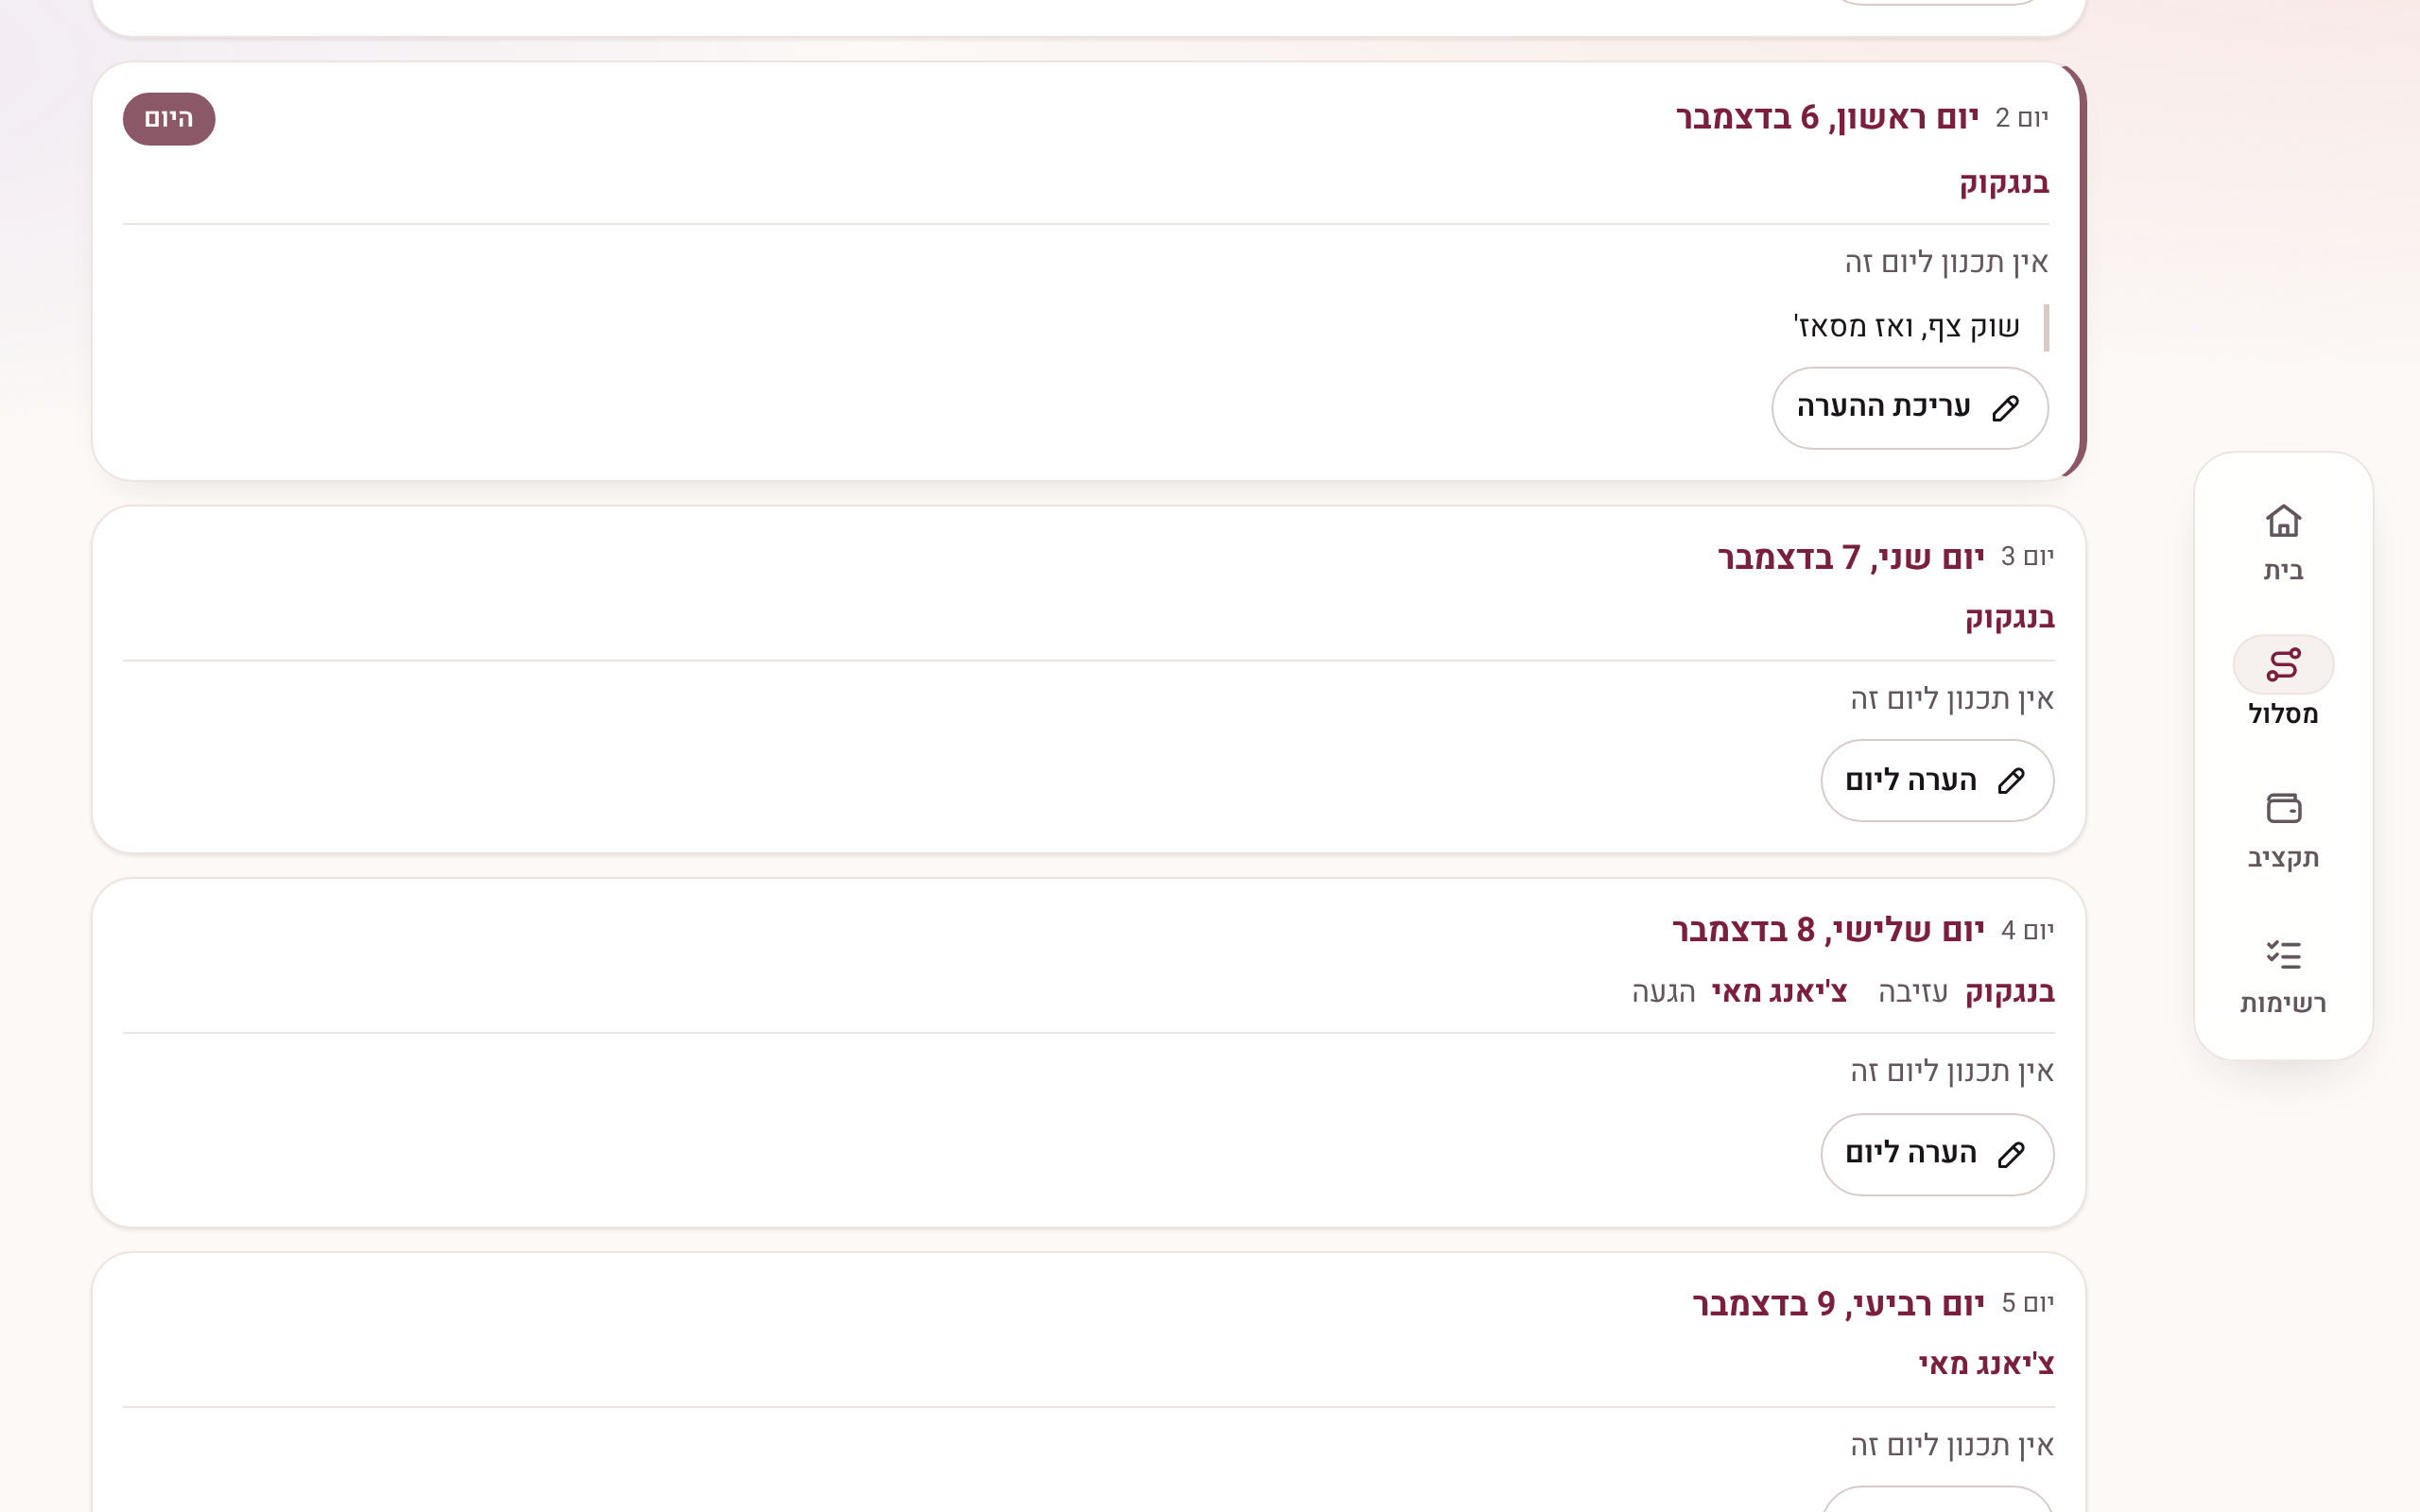 יום 2 יום ראשון, 6 בדצמבר
היום
בנגקוק
אין תכנון ליום זה
שוק צף, ואז מסאז'
עריכת ההערה
יום 3 יום שני, 7 בדצמבר
בנגקוק
אין תכנון ליום זה
הערה ליום
יום 4 יום שלישי, 8 בדצמבר
בנגקוק עזיבה צ'יאנג מאי הגעה
אין תכנון ליום זה
הערה ליום
יום 5 יום רביעי, 9 בדצמבר
צ'יאנג מאי
אין תכנון ליום זה
בית
מסלול
תקציב
רשימות